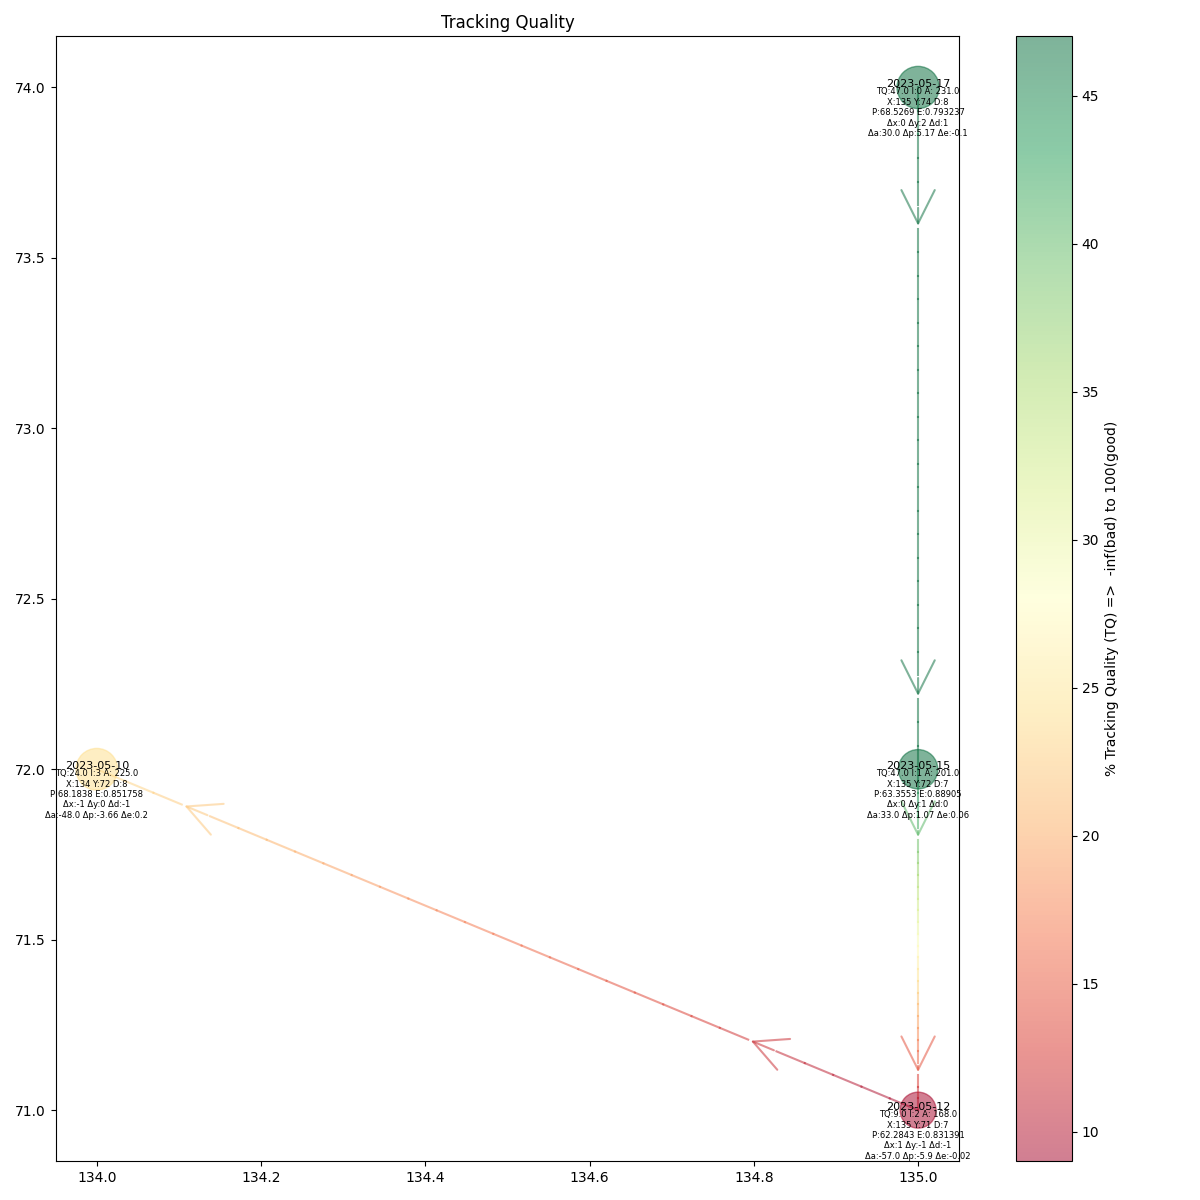 Tracking Quality
74.0
73.5
73.0
72.5
72.0
71.5
71.0
134.0
134.2
134.4
134.6
134.8
135.0
2023-05-17
TQ:47.0 I:0 A: 231.0
X:135 Y:74 D:8
P:68.5269 E:0.793237
Δx:0 Δy:2 Δd:1
Δa:30.0 Δp:5.17 Δe:-0.1
2023-05-10
TQ:24.0 I:3 A: 225.0
X:134 Y:72 D:8
P:68.1838 E:0.851758
Δx:-1 Δy:0 Δd:-1
Δa:-48.0 Δp:-3.66 Δe:0.2
2023-05-15
TQ:47.0 I:1 A: 201.0
X:135 Y:72 D:7
P:63.3553 E:0.88905
Δx:0 Δy:1 Δd:0
Δa:33.0 Δp:1.07 Δe:0.06
2023-05-12
TQ:9.0 I:2 A: 168.0
X:135 Y:71 D:7
P:62.2843 E:0.831391
Δx:1 Δy:-1 Δd:-1
Δa:-57.0 Δp:-5.9 Δe:-0.02
45
40
35
30
25
20
15
10
% Tracking Quality (TQ) => -inf(bad) to 100(good)